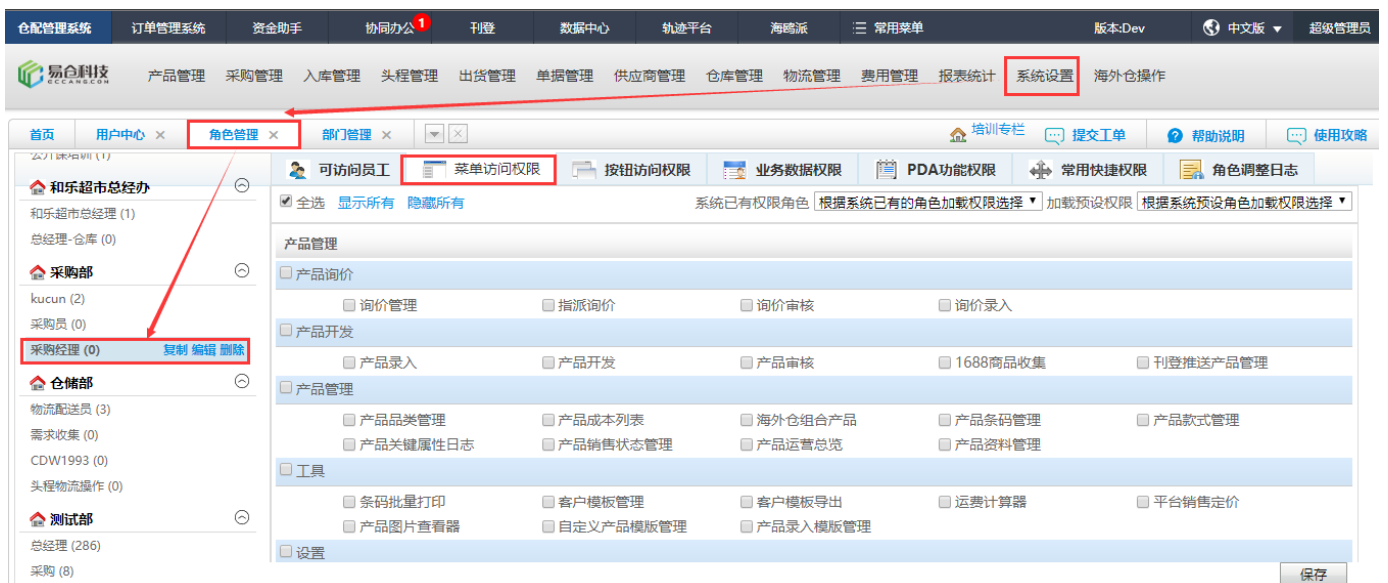 仓配管理系统 订单管理系统 资金助手 协同办公 1 刊登 数据中心 轨迹平台 海鸥派 常用菜单 版本:Dev 中文版 超级管理员
易仓科技 ECCANG.COM 产品管理 采购管理 入库管理 头程管理 出货管理 单据管理 供应商管理 仓库管理 物流管理 费用管理 报表统计 系统设置 海外仓操作
首页 用户中心 角色管理 部门管理 培训专栏 提交工单 帮助说明 使用攻略
公开课培训 (1)
和乐超市总经办
和乐超市总经理 (1)
总经理-仓库 (0)
采购部
kucun (2)
采购员 (0)
采购经理 (0) 复制 编辑 删除
仓储部
物流配送员 (3)
需求收集 (0)
CDW1993 (0)
头程物流操作 (0)
测试部
总经理 (286)
采购 (8)
可访问员工 菜单访问权限 按钮访问权限 业务数据权限 PDA功能权限 常用快捷权限 角色调整日志
全选 显示所有 隐藏所有 系统已有权限角色 根据系统已有的角色加载权限选择 加载预设权限 根据系统预设角色加载权限选择
产品管理
产品询价
询价管理 指派询价 询价审核 询价录入
产品开发
产品录入 产品开发 产品审核 1688商品收集 刊登推送产品管理
产品管理
产品品类管理 产品成本列表 海外仓组合产品 产品条码管理 产品款式管理
产品关键属性日志 产品销售状态管理 产品运营总览 产品资料管理
工具
条码批量打印 客户模板管理 客户模板导出 运费计算器 平台销售定价
产品图片查看器 自定义产品模版管理 产品录入模版管理
设置
保存